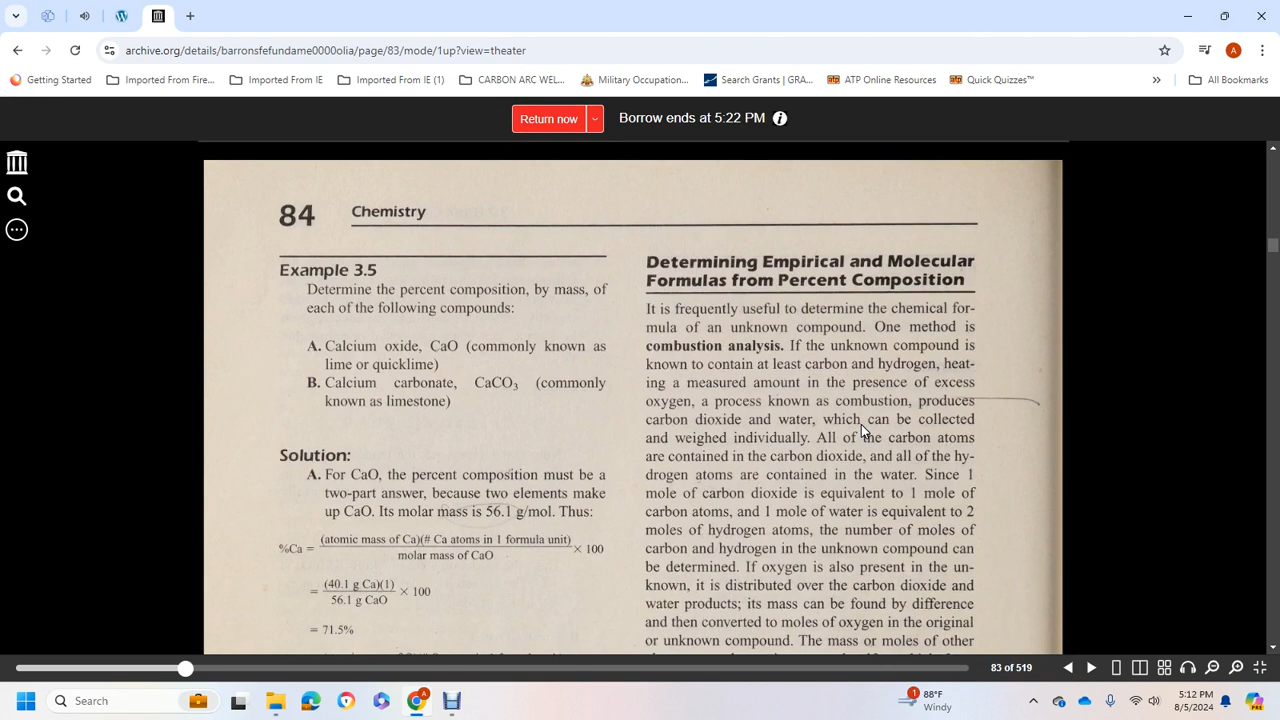 archive.org/details/barronsfefundame0000olia/page/83/mode/1up?view=theater
A
Getting Started
Imported From Fire...
Imported From IE
Imported From IE (1)
CARBON ARC WEL...
Military Occupation...
Search Grants | GRA...
ATP Online Resources
Quick Quizzes™
All Bookmarks
Return now
Borrow ends at 5:22 PM
84
Chemistry
Example 3.5
Determine the percent composition, by mass, of
each of the following compounds:
A. Calcium oxide, CaO (commonly known as
lime or quicklime)
B. Calcium carbonate, CaCO3 (commonly
known as limestone)
Solution:
A. For CaO, the percent composition must be a
two-part answer, because two elements make
up CaO. Its molar mass is 56.1 g/mol. Thus:
%Ca = (atomic mass of Ca)(# Ca atoms in 1 formula unit) × 100
molar mass of CaO
= (40.1 g Ca)(1) × 100
56.1 g CaO
= 71.5%
Determining Empirical and Molecular
Formulas from Percent Composition
It is frequently useful to determine the chemical for-
mula of an unknown compound. One method is
combustion analysis. If the unknown compound is
known to contain at least carbon and hydrogen, heat-
ing a measured amount in the presence of excess
oxygen, a process known as combustion, produces
carbon dioxide and water, which can be collected
and weighed individually. All of the carbon atoms
are contained in the carbon dioxide, and all of the hy-
drogen atoms are contained in the water. Since 1
mole of carbon dioxide is equivalent to 1 mole of
carbon atoms, and 1 mole of water is equivalent to 2
moles of hydrogen atoms, the number of moles of
carbon and hydrogen in the unknown compound can
be determined. If oxygen is also present in the un-
known, it is distributed over the carbon dioxide and
water products; its mass can be found by difference
and then converted to moles of oxygen in the original
or unknown compound. The mass or moles of other
83 of 519
Search
1
88°F
Windy
5:12 PM
8/5/2024